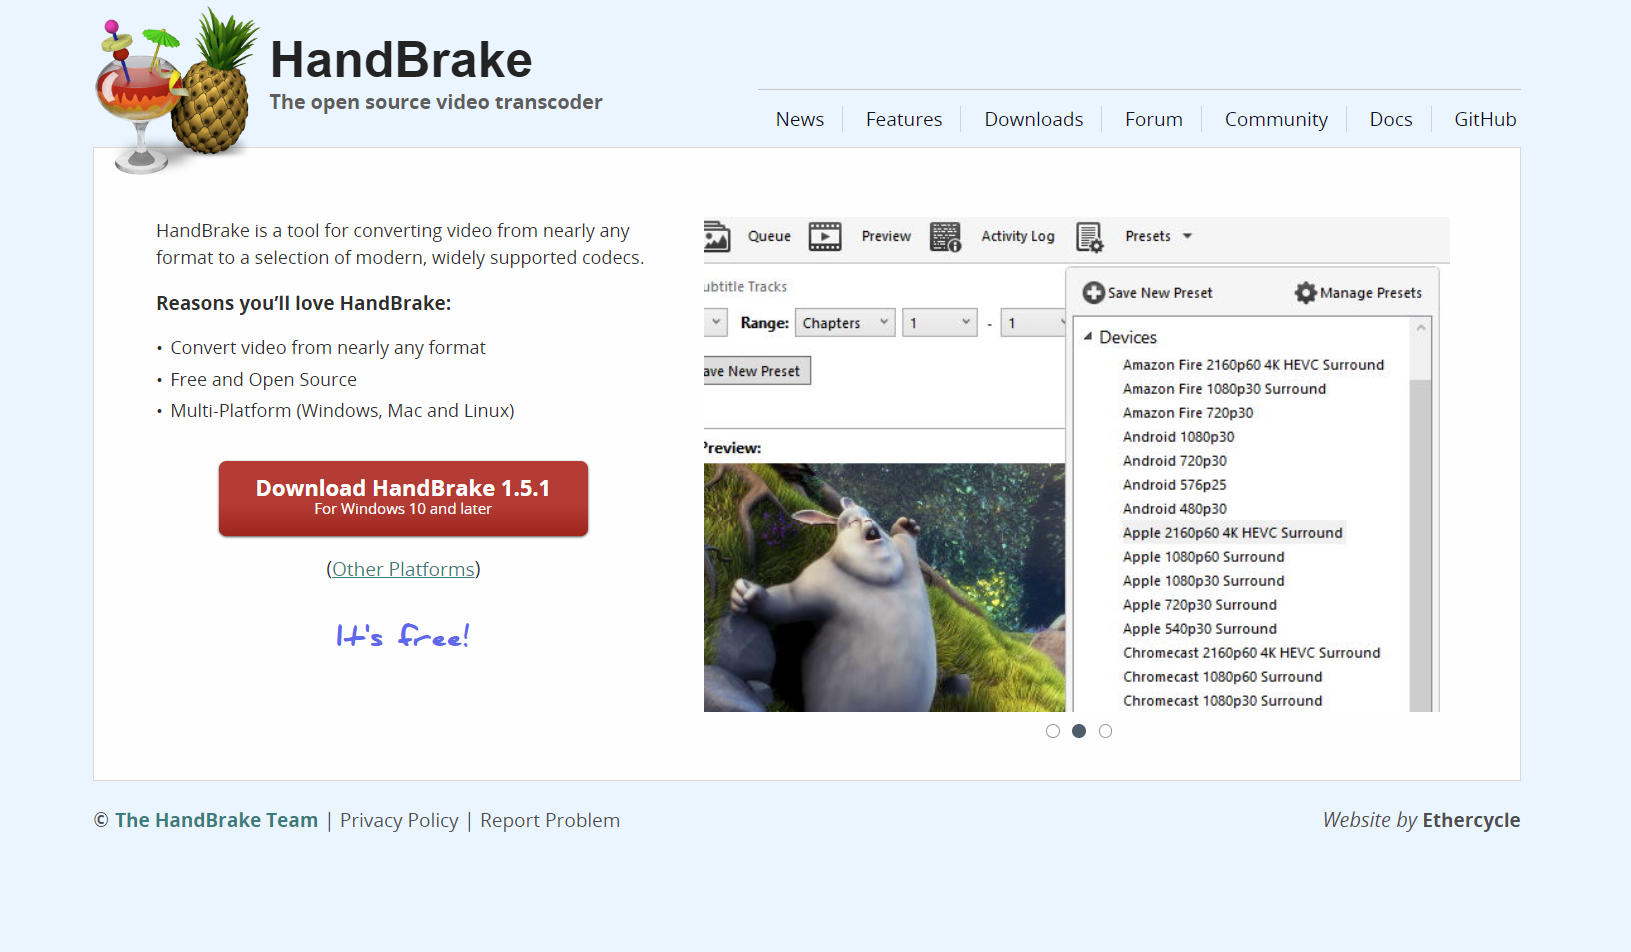 HandBrake
The open source video transcoder
News
Features
Downloads
Forum
Community
Docs
GitHub
HandBrake is a tool for converting video from nearly any
format to a selection of modern, widely supported codecs.
Reasons you’ll love HandBrake:
• Convert video from nearly any format
• Free and Open Source
• Multi-Platform (Windows, Mac and Linux)
Download HandBrake 1.5.1
For Windows 10 and later
(Other Platforms)
It's free!
Queue
Preview
Activity Log
Presets
ubtitle Tracks
Range: Chapters 1 - 1
ave New Preset
Preview:
Save New Preset
Manage Presets
Devices
Amazon Fire 2160p60 4K HEVC Surround
Amazon Fire 1080p30 Surround
Amazon Fire 720p30
Android 1080p30
Android 720p30
Android 576p25
Android 480p30
Apple 2160p60 4K HEVC Surround
Apple 1080p60 Surround
Apple 1080p30 Surround
Apple 720p30 Surround
Apple 540p30 Surround
Chromecast 2160p60 4K HEVC Surround
Chromecast 1080p60 Surround
Chromecast 1080p30 Surround
© The HandBrake Team | Privacy Policy | Report Problem
Website by Ethercycle